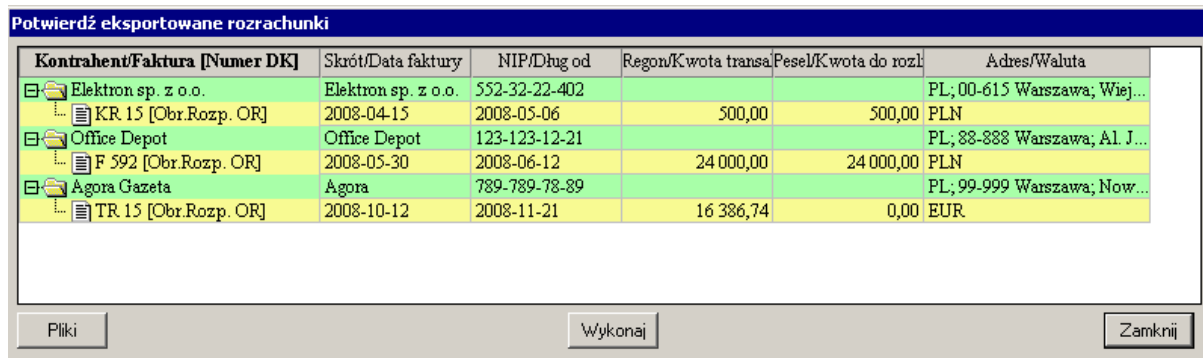 Potwierdź eksportowane rozrachunki
Kontrahent/Faktura [Numer DK] Skrót/Data faktury NIP/Dług od Regon/Kwota transal Pesel/Kwota do rozl Adres/Waluta
Elektron sp. z o.o. Elektron sp. z o.o. 552-32-22-402 PL; 00-615 Warszawa; Wiej...
KR 15 [Obr.Rozp. OR] 2008-04-15 2008-05-06 500,00 500,00 PLN
Office Depot Office Depot 123-123-12-21 PL; 88-888 Warszawa; Al. J...
F 592 [Obr.Rozp. OR] 2008-05-30 2008-06-12 24 000,00 24 000,00 PLN
Agora Gazeta Agora 789-789-78-89 PL; 99-999 Warszawa; Now...
TR 15 [Obr.Rozp. OR] 2008-10-12 2008-11-21 16 386,74 0,00 EUR
Pliki Wykonaj Zamknij